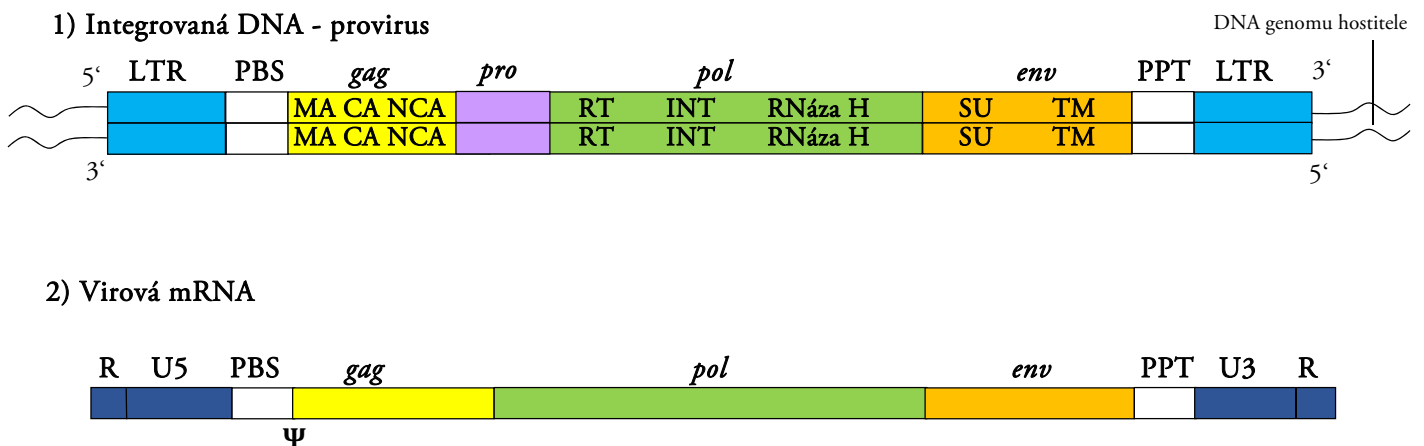 1) Integrovaná DNA - provirus
DNA genomu hostitele
5‘ LTR PBS gag pro pol env PPT LTR 3‘
MA CA NCA RT INT RNáza H SU TM
MA CA NCA RT INT RNáza H SU TM
3‘ 5‘
2) Virová mRNA
R U5 PBS gag pol env PPT U3 R
Ψ